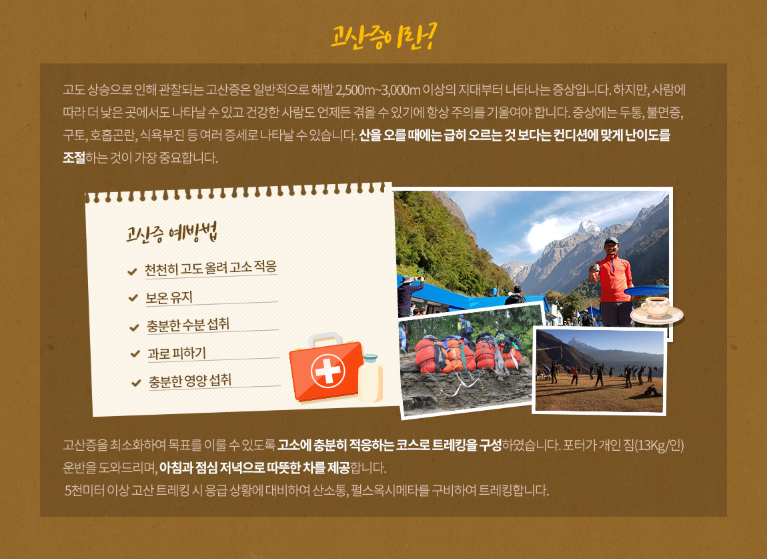 고산증이란?
고도 상승으로 인해 관찰되는 고산증은 일반적으로 해발 2,500m~3,000m 이상의 지대부터 나타나는 증상입니다. 하지만, 사람에
따라 더 낮은 곳에서도 나타날 수 있고 건강한 사람도 언제든 겪을 수 있기에 항상 주의를 기울여야 합니다. 증상에는 두통, 불면증,
구토, 호흡곤란, 식욕부진 등 여러 증세로 나타날 수 있습니다. 산을 오를 때에는 급히 오르는 것 보다는 컨디션에 맞게 난이도를
조절하는 것이 가장 중요합니다.
고산증 예방법
천천히 고도 올려 고소 적응
보온 유지
충분한 수분 섭취
과로 피하기
충분한 영양 섭취
고산증을 최소화하여 목표를 이룰 수 있도록 고소에 충분히 적응하는 코스로 트레킹을 구성하였습니다. 포터가 개인 짐(13Kg/인)
운반을 도와드리며, 아침과 점심 저녁으로 따뜻한 차를 제공합니다.
5천미터 이상 고산 트레킹 시 응급 상황에 대비하여 산소통, 펄스옥시메타를 구비하여 트레킹합니다.